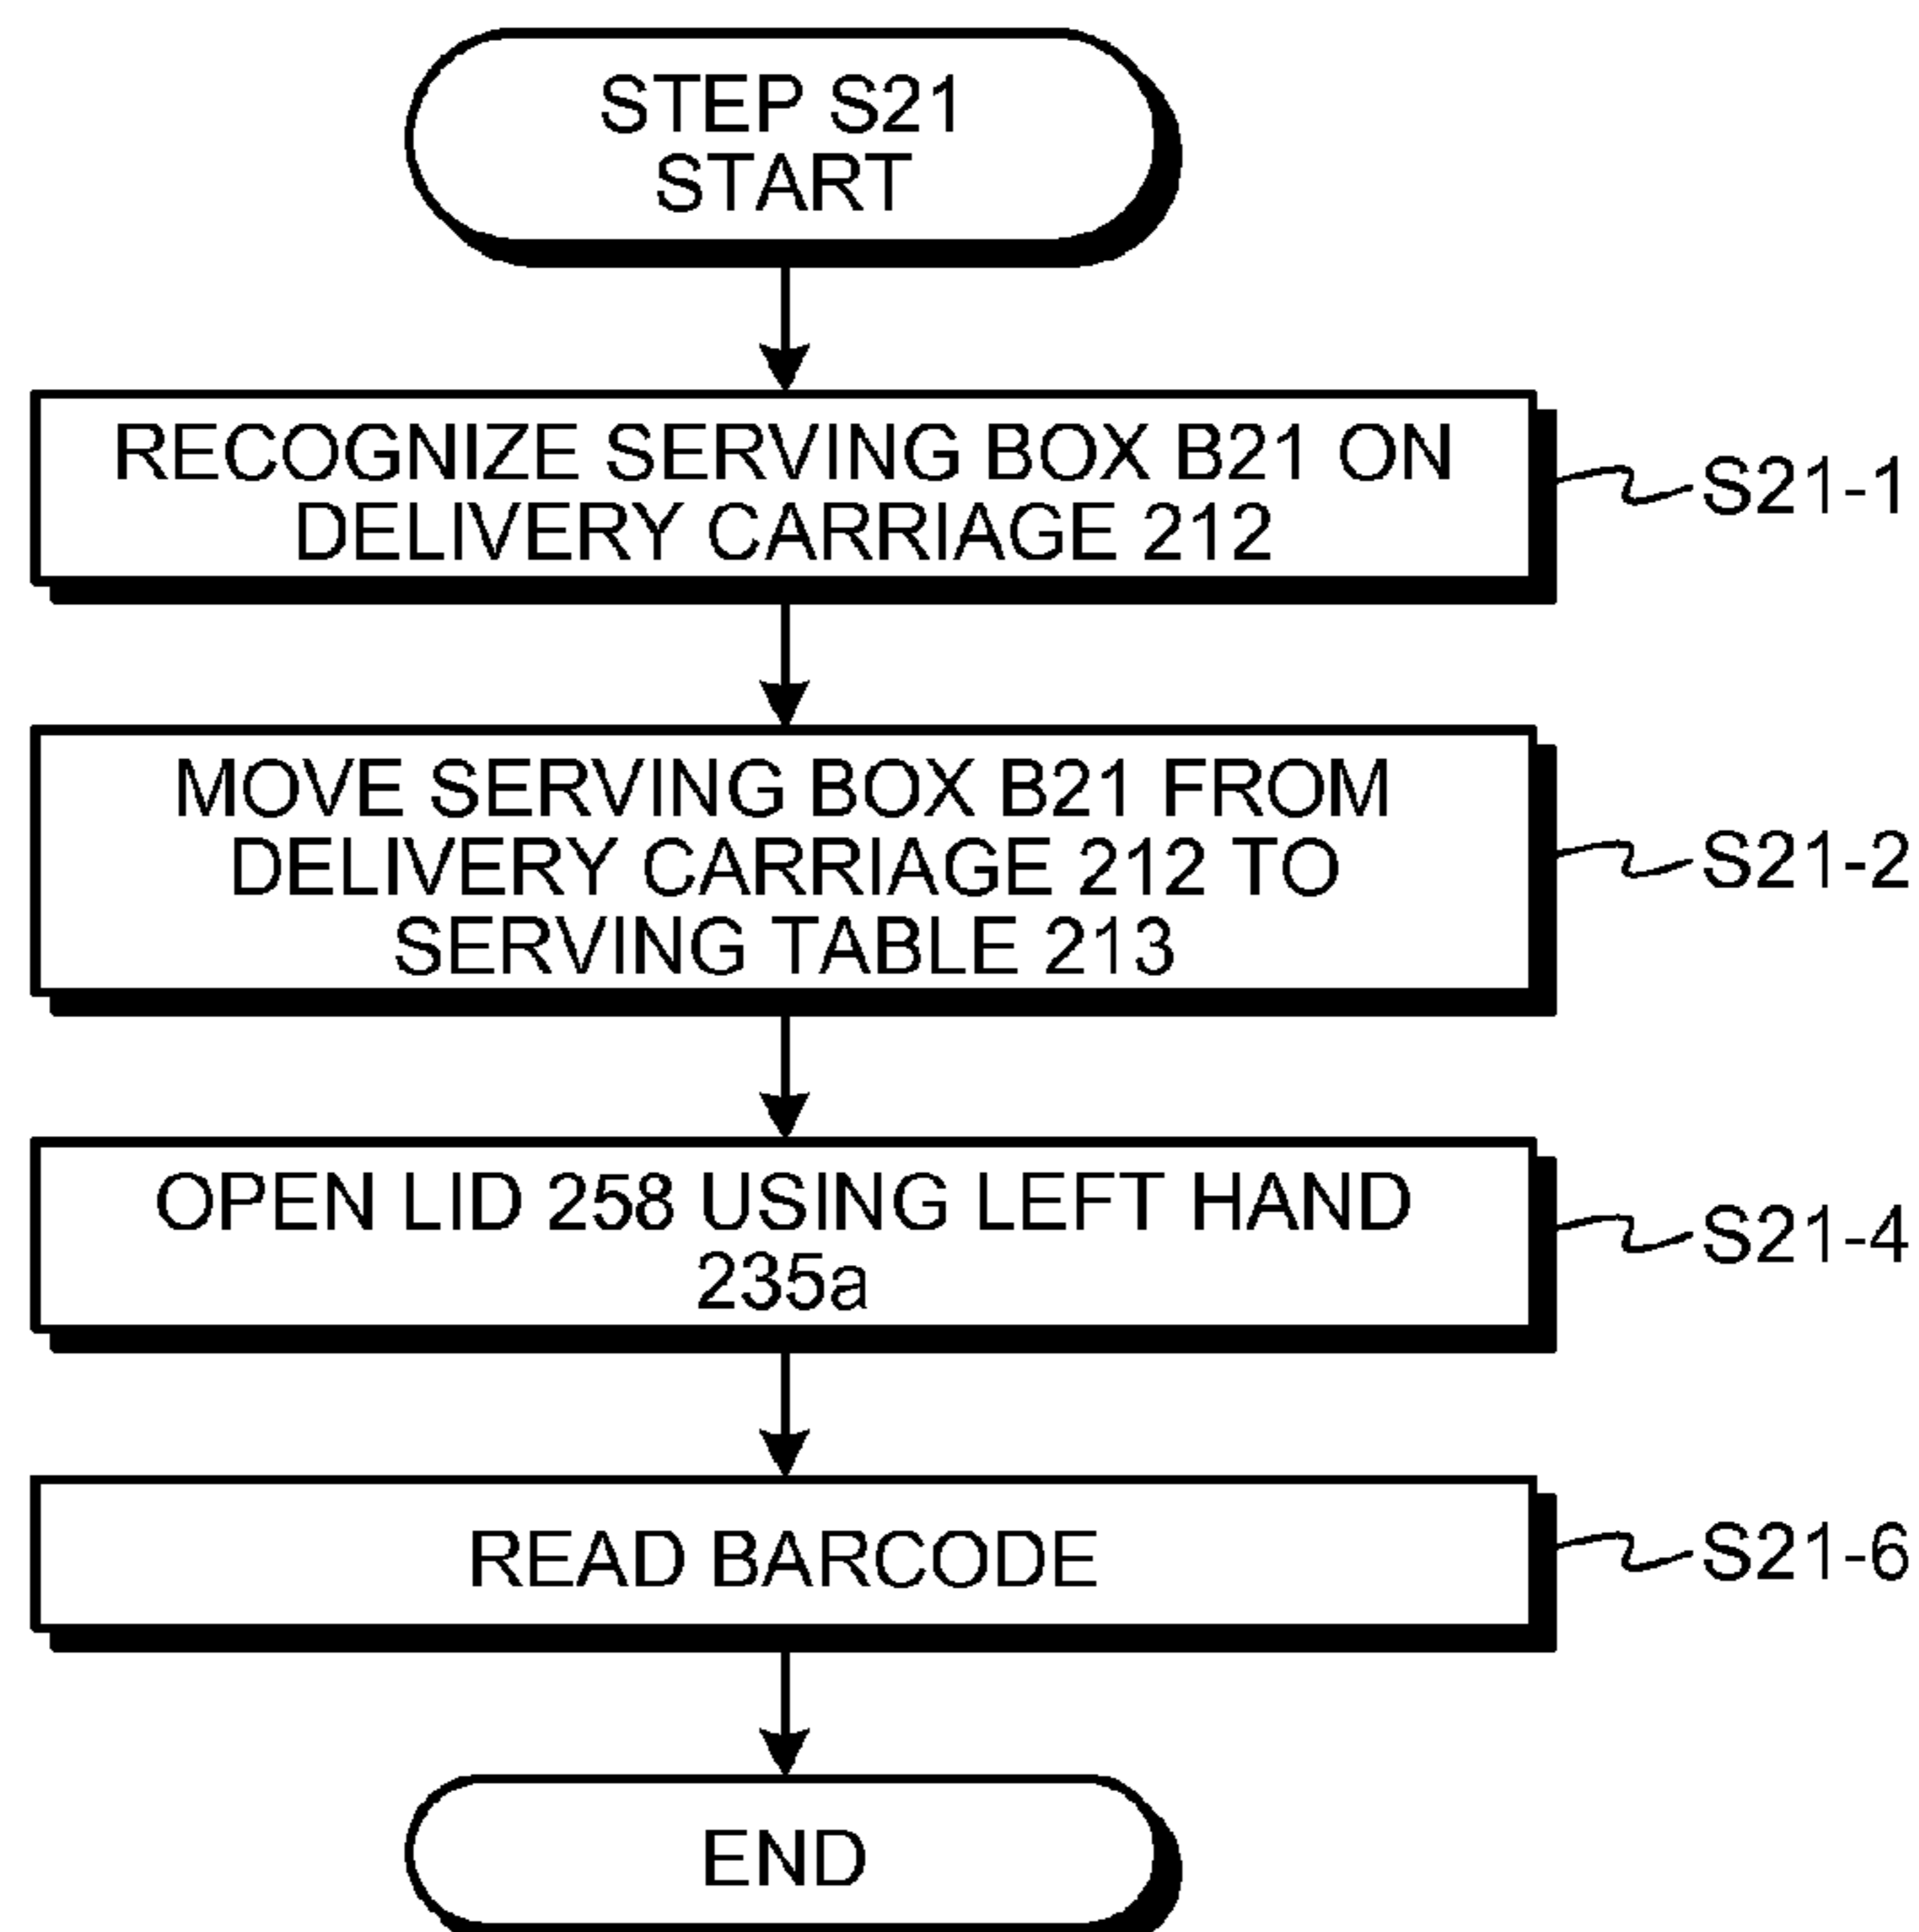 STEP S21
START
RECOGNIZE SERVING BOX B21 ON
DELIVERY CARRIAGE 212
S21-1
MOVE SERVING BOX B21 FROM
DELIVERY CARRIAGE 212 TO
SERVING TABLE 213
S21-2
OPEN LID 258 USING LEFT HAND
235a
S21-4
READ BARCODE
S21-6
END